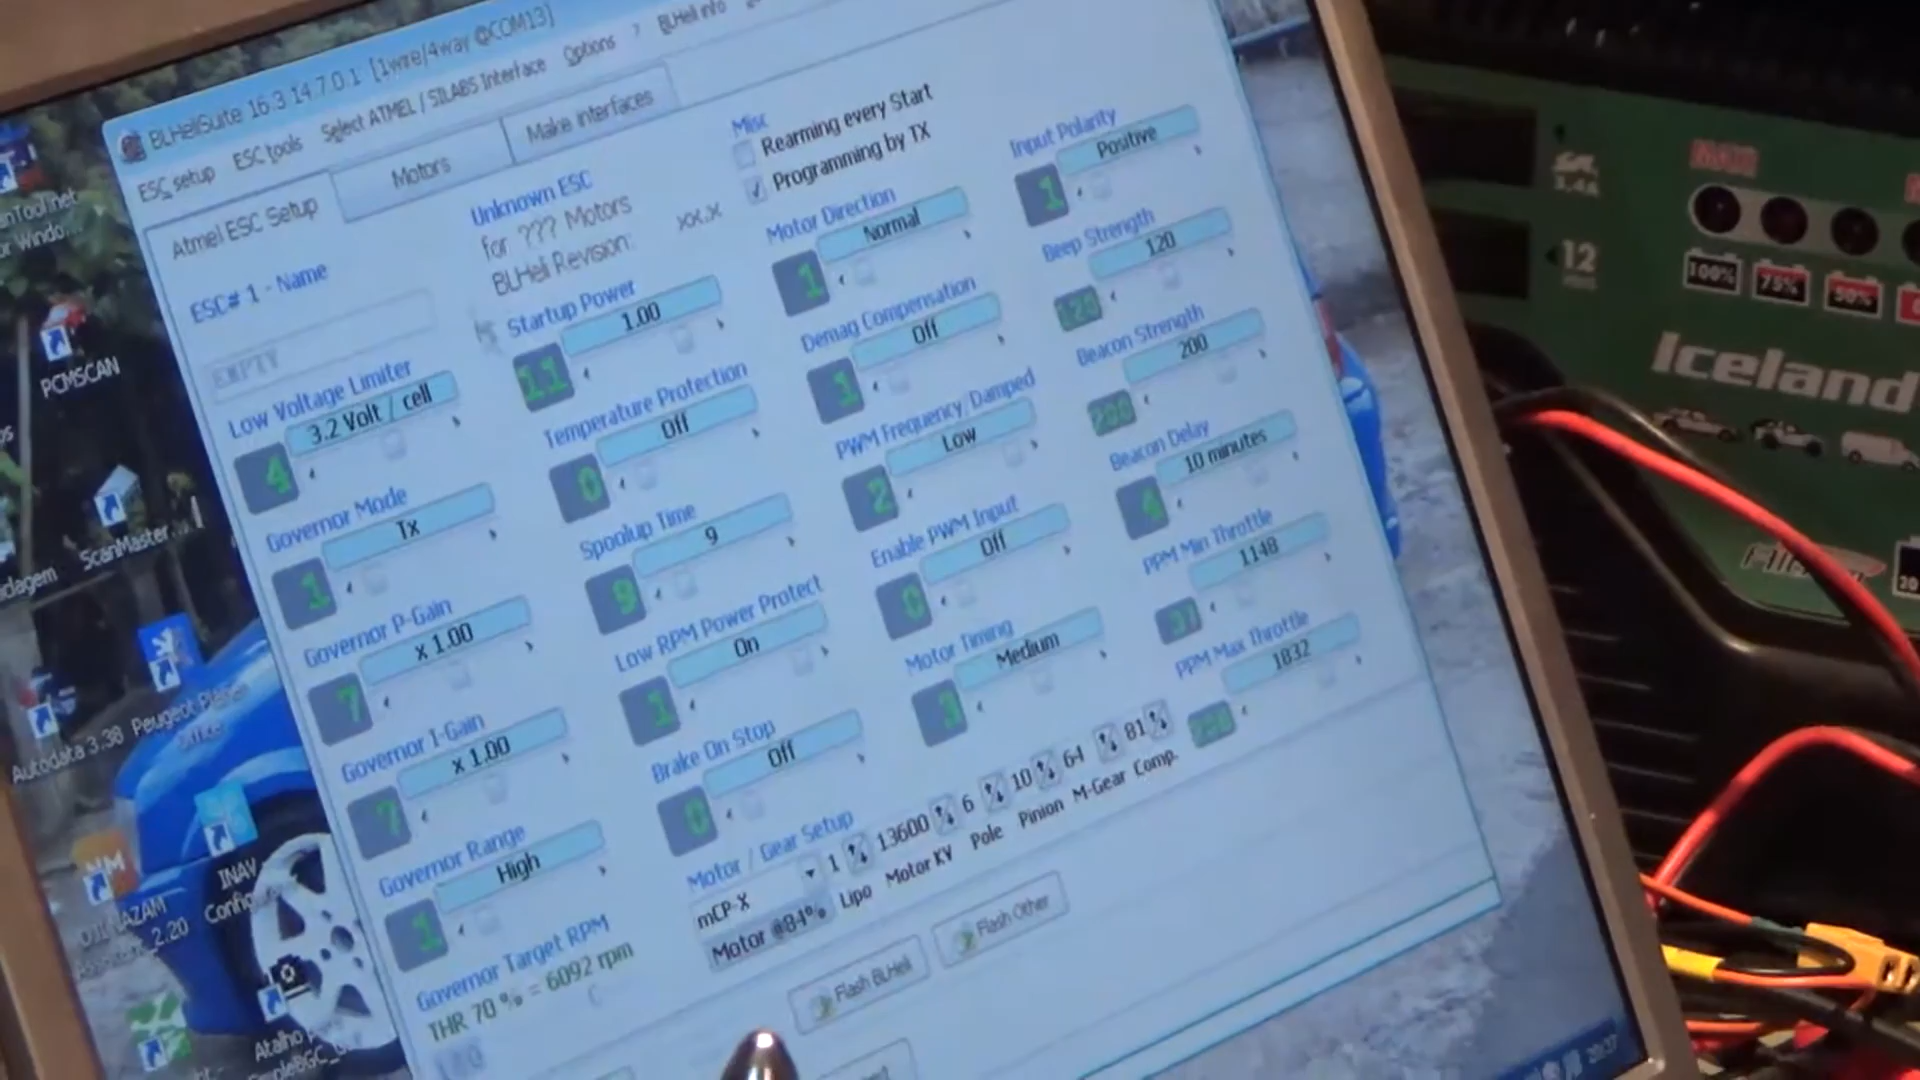 BLHeliSuite 16.3 14.7.0.1 [1wire/4way @COM13]
ESC setup ESC tools Select ATMEL / SILABS Interface Options ? BLHeli info
Atmel ESC Setup Motors Make interfaces
ESC# 1 - Name
EMPTY
Unknown ESC
for ??? Motors
BLHeli Revision: xx.x
Misc
Rearming every Start
Programming by TX
Low Voltage Limiter
3.2 Volt / cell
4
Governor Mode
Tx
1
Governor P-Gain
x 1.00
7
Governor I-Gain
x 1.00
7
Governor Range
High
1
Governor Target RPM
THR 70 % = 6092 rpm
Startup Power
1.00
11
Temperature Protection
Off
0
Spoolup Time
9
9
Low RPM Power Protect
On
1
Brake On Stop
Off
0
Motor Direction
Normal
1
Demag Compensation
Off
1
PWM Frequency/Damped
Low
2
Enable PWM Input
Off
0
Motor Timing
Medium
3
Input Polarity
Positive
1
Beep Strength
120
120
Beacon Strength
200
200
Beacon Delay
10 minutes
4
PPM Min Throttle
1148
37
PPM Max Throttle
1832
Motor / Gear Setup
mCP-X 1 13600 6 10 64 81
Motor @84% Lipo Motor KV Pole Pinion M-Gear Comp.
Flash BLHeli Flash Other
PCMSCAN
ScanMaster...
Autodata 3.38
Peugeot
INAV
Atalho
20:37
12
100% 75% 50%
Iceland